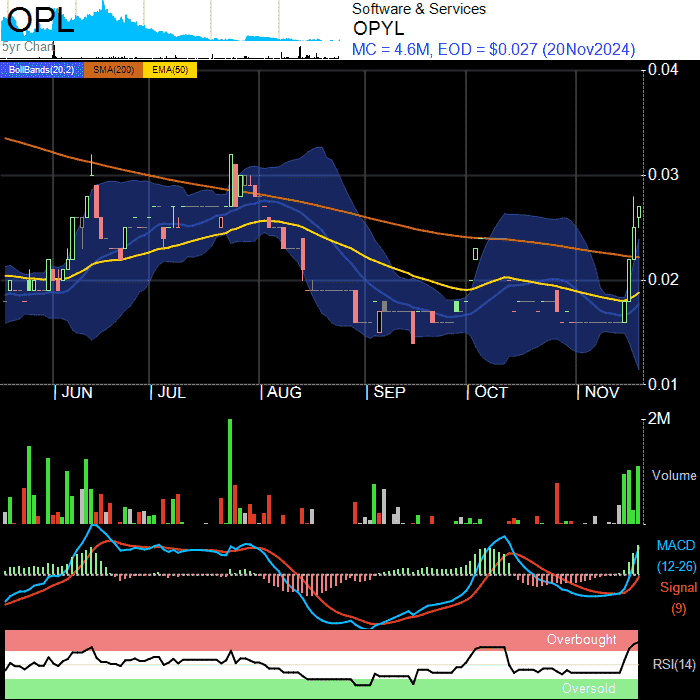 OPL
5yr Chart
Software & Services
OPYL
MC = 4.6M, EOD = $0.027 (20Nov2024)
BollBands(20,2) SMA(200) EMA(50)
0.04
0.03
0.02
0.01
JUN JUL AUG SEP OCT NOV
2M
Volume
MACD
(12-26)
Signal
(9)
Overbought
RSI(14)
Oversold